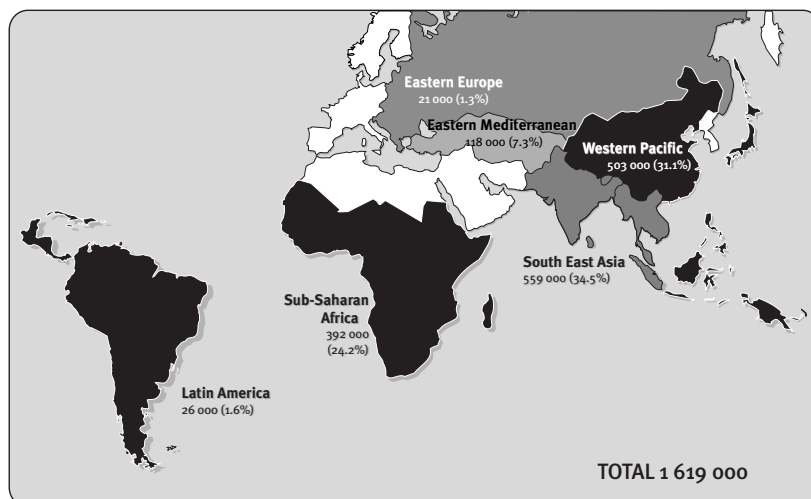 Eastern Europe
21 000 (1.3%)
Eastern Mediterranean
118 000 (7.3%)
Western Pacific
503 000 (31.1%)
South East Asia
559 000 (34.5%)
Sub-Saharan
Africa
392 000
(24.2%)
Latin America
26 000 (1.6%)
TOTAL 1 619 000